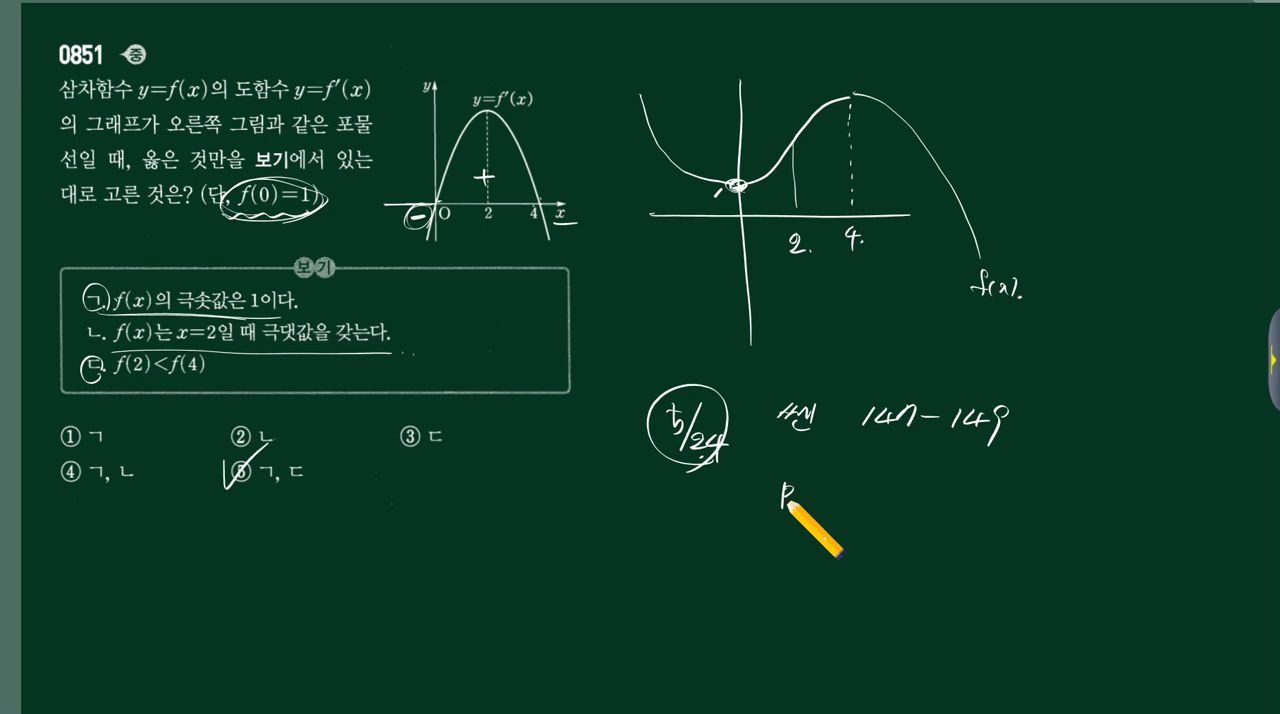 0851 중
삼차함수 y=f(x)의 도함수 y=f′(x)
의 그래프가 오른쪽 그림과 같은 포물
선일 때, 옳은 것만을 보기에서 있는
대로 고른 것은? (단, f(0)=1)
y
y=f′(x)
+
−
O 2 4 x
보기
ㄱ. f(x)의 극솟값은 1이다.
ㄴ. f(x)는 x=2일 때 극댓값을 갖는다.
ㄷ. f(2)<f(4)
① ㄱ ② ㄴ ③ ㄷ
④ ㄱ, ㄴ ⑤ ㄱ, ㄷ
2. 4.
f(x).
5/24 쎈 147-149
P